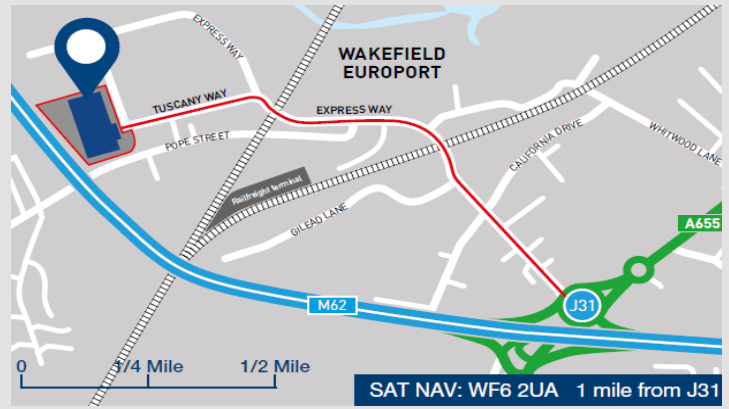 EXPRESS WAY
WAKEFIELD
EUROPORT
TUSCANY WAY
EXPRESS WAY
POPE STREET
CALIFORNIA DRIVE
WHITWOOD LANE
Railfreight terminal
GILEAD LANE
A655
M62
J31
0 1/4 Mile 1/2 Mile
SAT NAV: WF6 2UA 1 mile from J31